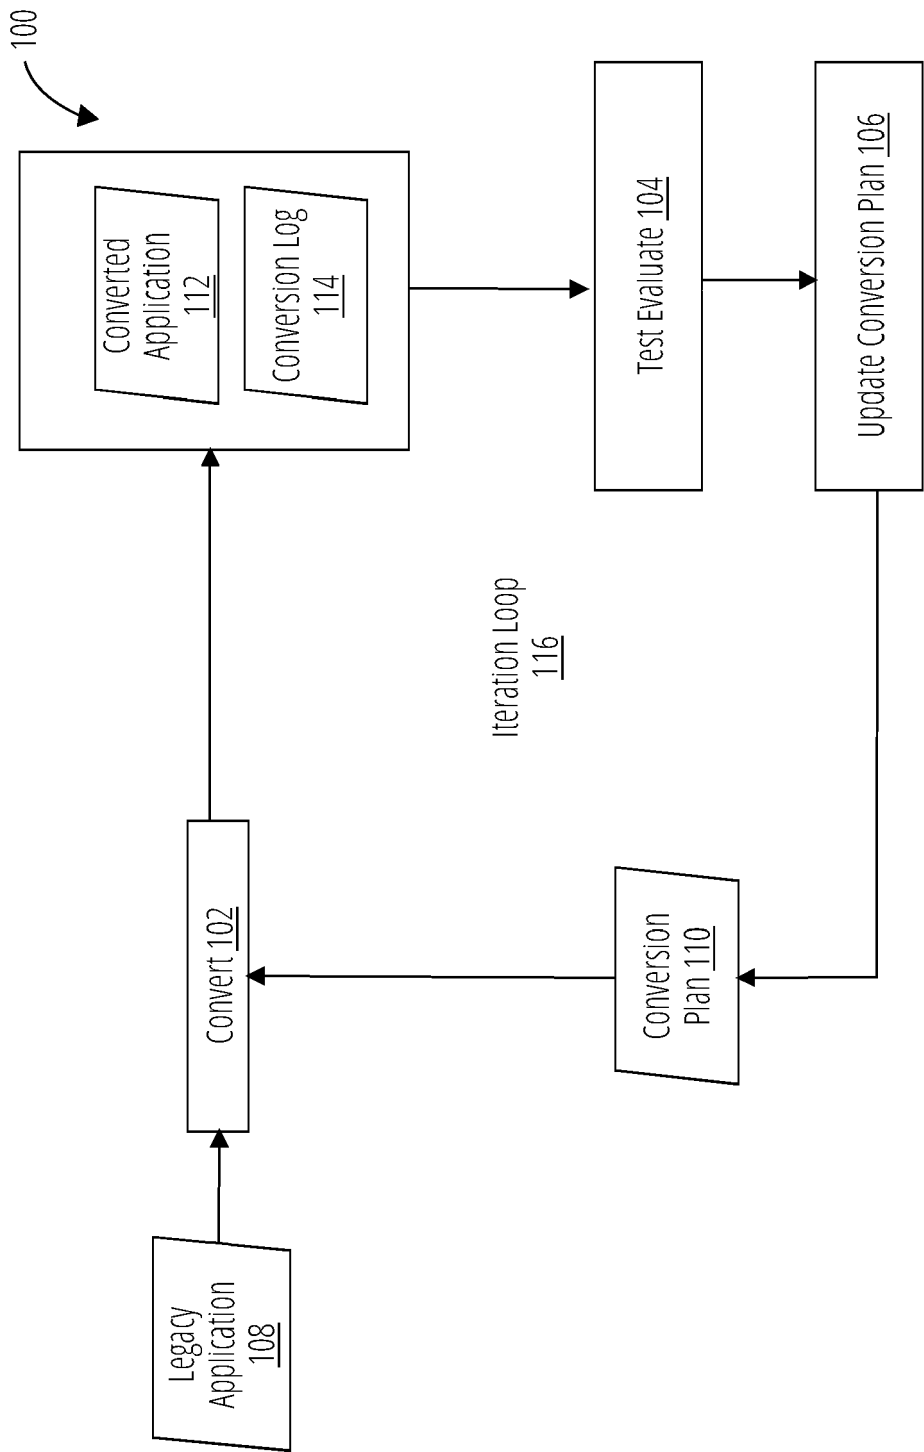 100
Converted
Application
112
Conversion Log
114
Convert 102
Legacy
Application
108
Iteration Loop
116
Test Evaluate 104
Conversion
Plan 110
Update Conversion Plan 106